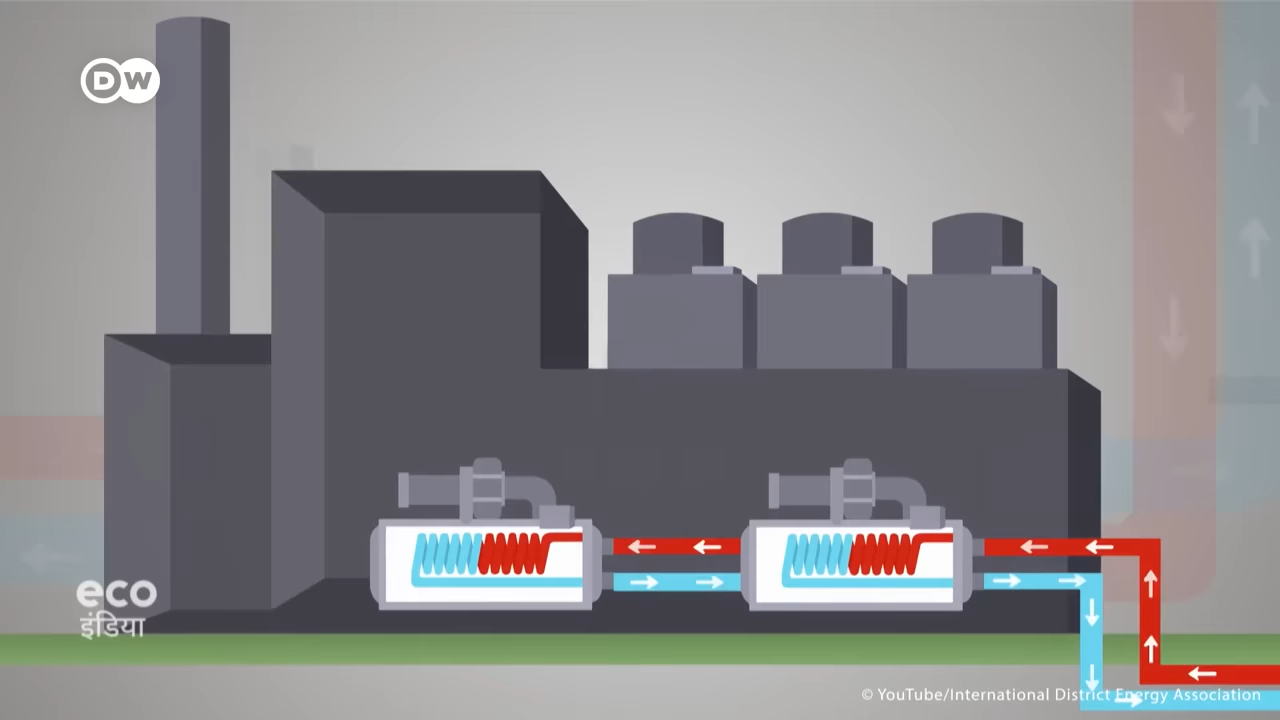 DW
eco
इंडिया
© YouTube/International District Energy Association